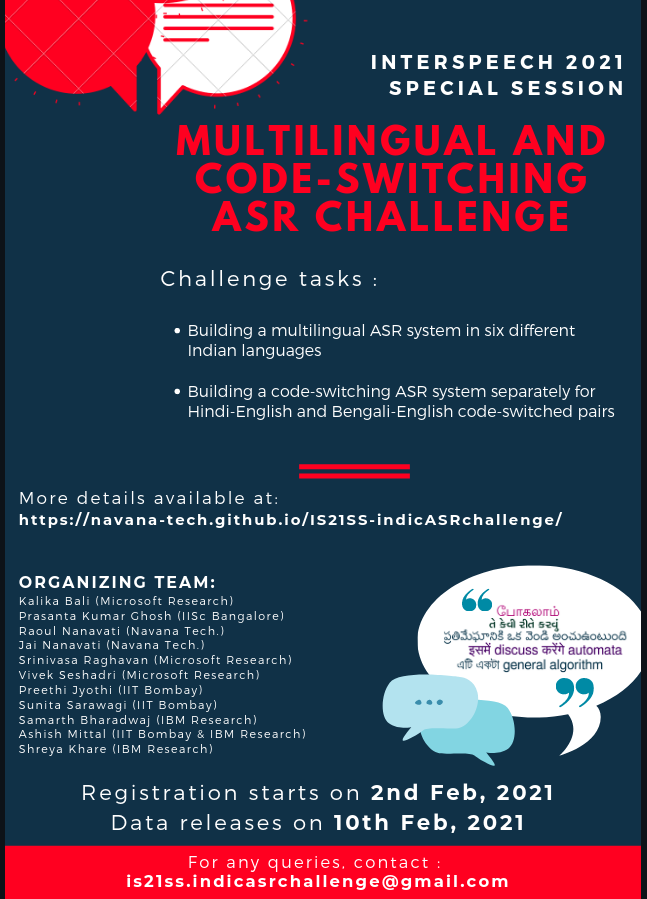 INTERSPEECH 2021
SPECIAL SESSION
MULTILINGUAL AND
CODE-SWITCHING
ASR CHALLENGE
Challenge tasks :
• Building a multilingual ASR system in six different
Indian languages
• Building a code-switching ASR system separately for
Hindi-English and Bengali-English code-switched pairs
More details available at:
https://navana-tech.github.io/IS21SS-indicASRchallenge/
ORGANIZING TEAM:
Kalika Bali (Microsoft Research)
Prasanta Kumar Ghosh (IISc Bangalore)
Raoul Nanavati (Navana Tech.)
Jai Nanavati (Navana Tech.)
Srinivasa Raghavan (Microsoft Research)
Vivek Seshadri (Microsoft Research)
Preethi Jyothi (IIT Bombay)
Sunita Sarawagi (IIT Bombay)
Samarth Bharadwaj (IBM Research)
Ashish Mittal (IIT Bombay & IBM Research)
Shreya Khare (IBM Research)
“
போகலாம்
તે કેવી રીતે કરવું
ప్రతిమేఘానికి ఒక వెండి అంచుఉంటుంది
इसमें discuss करेंगे automata
এটি একটা general algorithm
”
Registration starts on 2nd Feb, 2021
Data releases on 10th Feb, 2021
For any queries, contact :
is21ss.indicasrchallenge@gmail.com